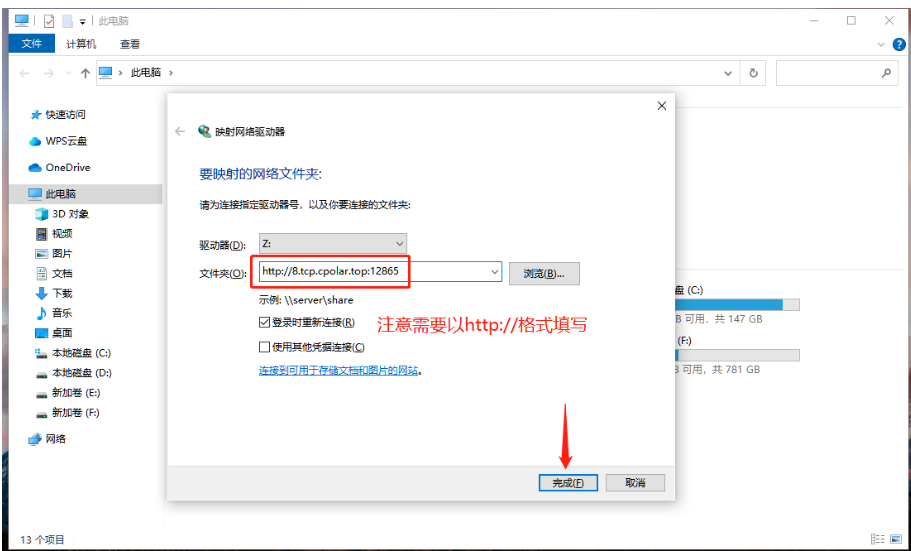 此电脑
文件 计算机 查看
此电脑
快速访问
WPS云盘
OneDrive
此电脑
3D 对象
视频
图片
文档
下载
音乐
桌面
本地磁盘 (C:)
本地磁盘 (D:)
新加卷 (E:)
新加卷 (F:)
网络
映射网络驱动器
要映射的网络文件夹:
请为连接指定驱动器号，以及你要连接的文件夹:
驱动器(D): Z:
文件夹(O): http://8.tcp.cpolar.top:12865 浏览(B)...
示例: \\server\share
登录时重新连接(R)
注意需要以http://格式填写
使用其他凭据连接(C)
连接到可用于存储文档和图片的网站。
完成(F) 取消
盘 (C:)
B 可用，共 147 GB
(F:)
B 可用，共 781 GB
13 个项目